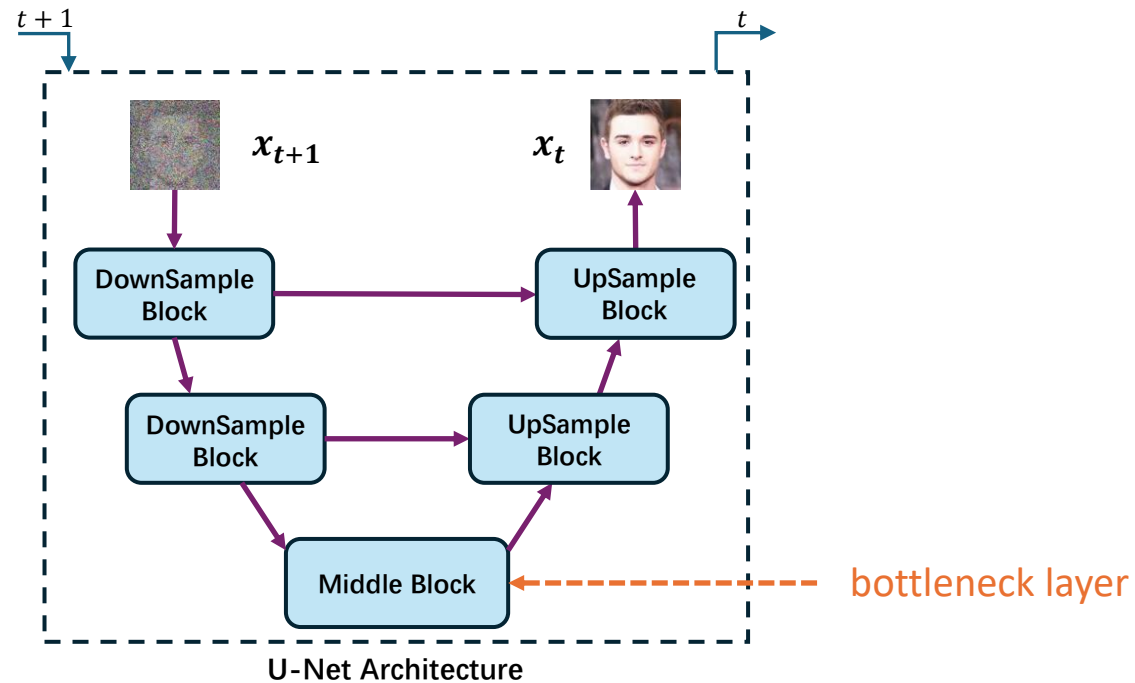 t + 1
t
x_{t+1}
x_t
DownSample
Block
UpSample
Block
DownSample
Block
UpSample
Block
Middle Block
bottleneck layer
U-Net Architecture